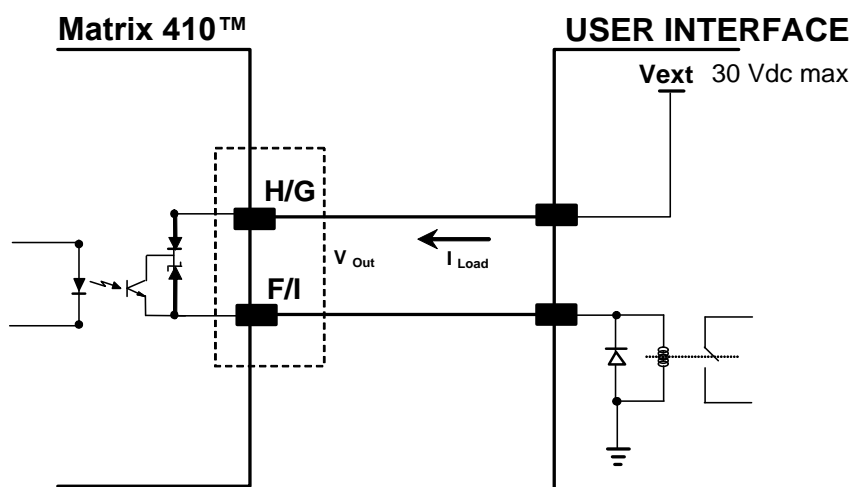 Matrix 410™
USER INTERFACE
Vext 30 Vdc max
H/G
V Out
I Load
F/I